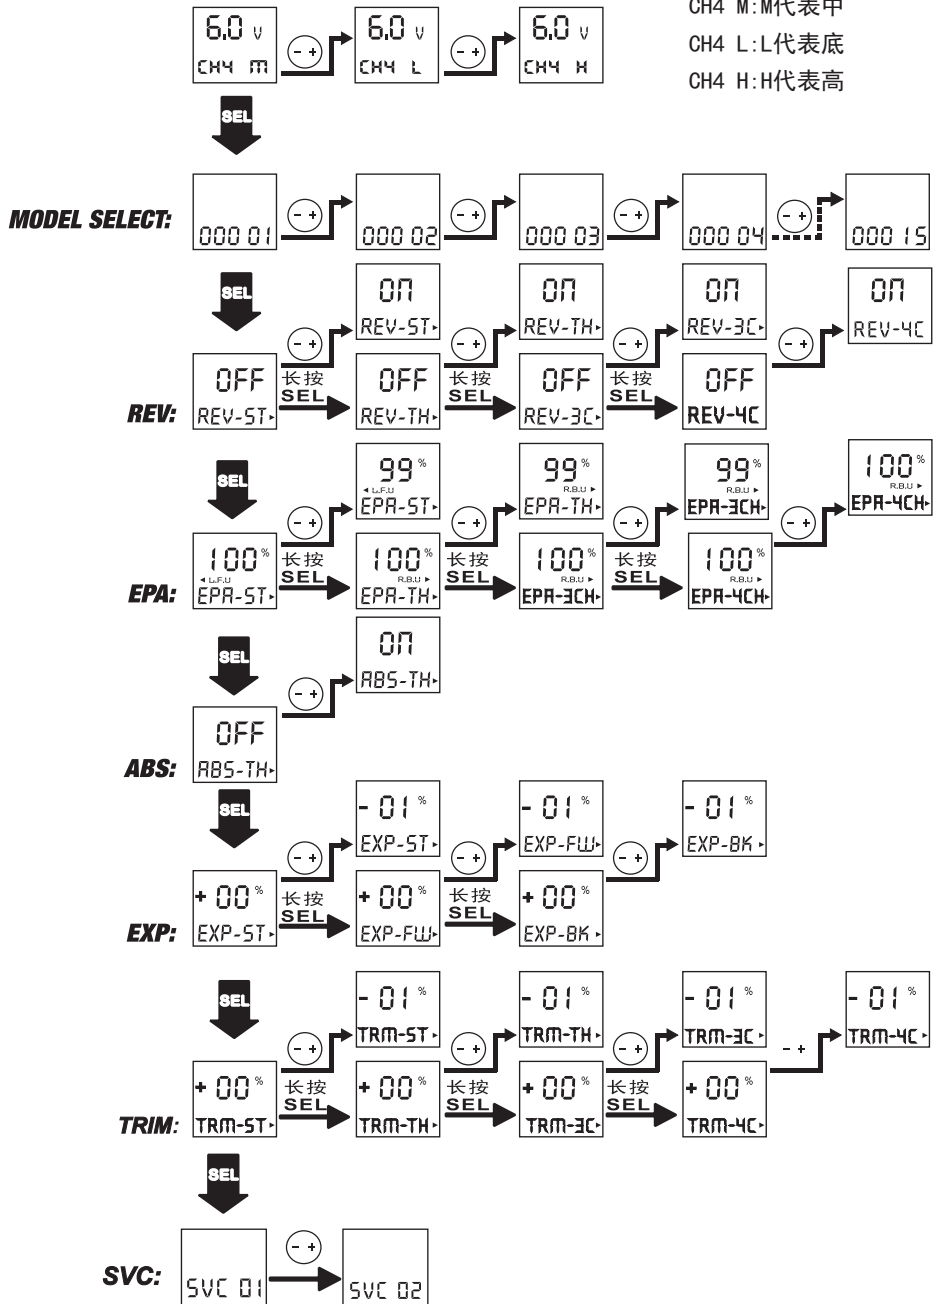 CH4 M:M代表中
6.0 V
CH4 M
- +
6.0 V
CH4 L
- +
6.0 V
CH4 H
CH4 L:L代表底
CH4 H:H代表高
SEL
MODEL SELECT:
000 01
- +
000 02
- +
000 03
- +
000 04
- +
000 15
SEL
ON
REV-ST
ON
REV-TH
ON
REV-3C
ON
REV-4C
- +
- +
- +
- +
REV:
OFF
REV-ST
长按
SEL
OFF
REV-TH
长按
SEL
OFF
REV-3C
长按
SEL
OFF
REV-4C
SEL
99%
L.F.U
EPA-ST
99%
R.B.U
EPA-TH
99%
R.B.U
EPA-3CH
100%
R.B.U
EPA-4CH
- +
- +
- +
- +
EPA:
100%
L.F.U
EPA-ST
长按
SEL
100%
R.B.U
EPA-TH
长按
SEL
100%
R.B.U
EPA-3CH
长按
SEL
100%
R.B.U
EPA-4CH
SEL
ON
ABS-TH
- +
ABS:
OFF
ABS-TH
SEL
- 01%
EXP-ST
- 01%
EXP-FW
- 01%
EXP-BK
- +
- +
- +
EXP:
+ 00%
EXP-ST
长按
SEL
+ 00%
EXP-FW
长按
SEL
+ 00%
EXP-BK
SEL
- 01%
TRM-ST
- 01%
TRM-TH
- 01%
TRM-3C
- 01%
TRM-4C
- +
- +
- +
- +
TRIM:
+ 00%
TRM-ST
长按
SEL
+ 00%
TRM-TH
长按
SEL
+ 00%
TRM-3C
长按
SEL
+ 00%
TRM-4C
SEL
SVC:
SVC 01
- +
SVC 02